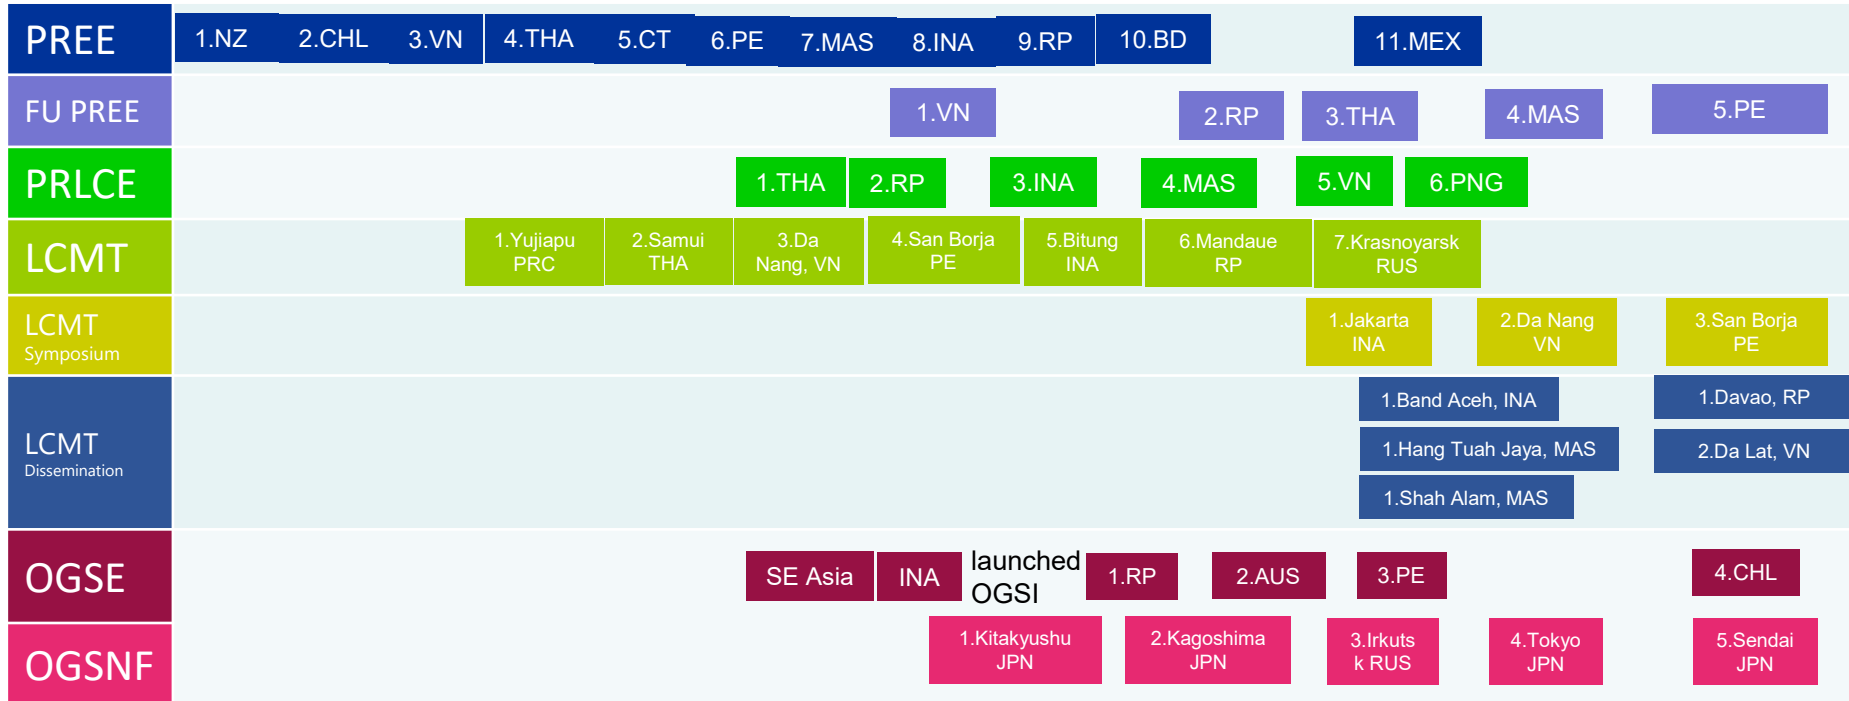 PREE
1.NZ
2.CHL
3.VN
4.THA
5.CT
6.PE
7.MAS
8.INA
9.RP
10.BD
11.MEX
FU PREE
1.VN
2.RP
3.THA
4.MAS
5.PE
PRLCE
1.THA
2.RP
3.INA
4.MAS
5.VN
6.PNG
LCMT
1.Yujiapu
PRC
2.Samui
THA
3.Da
Nang, VN
4.San Borja
PE
5.Bitung
INA
6.Mandaue
RP
7.Krasnoyarsk
RUS
LCMT
Symposium
1.Jakarta
INA
2.Da Nang
VN
3.San Borja
PE
LCMT
Dissemination
1.Band Aceh, INA
1.Hang Tuah Jaya, MAS
1.Shah Alam, MAS
1.Davao, RP
2.Da Lat, VN
OGSE
SE Asia
INA
launched
OGSI
1.RP
2.AUS
3.PE
4.CHL
OGSNF
1.Kitakyushu
JPN
2.Kagoshima
JPN
3.Irkuts
k RUS
4.Tokyo
JPN
5.Sendai
JPN